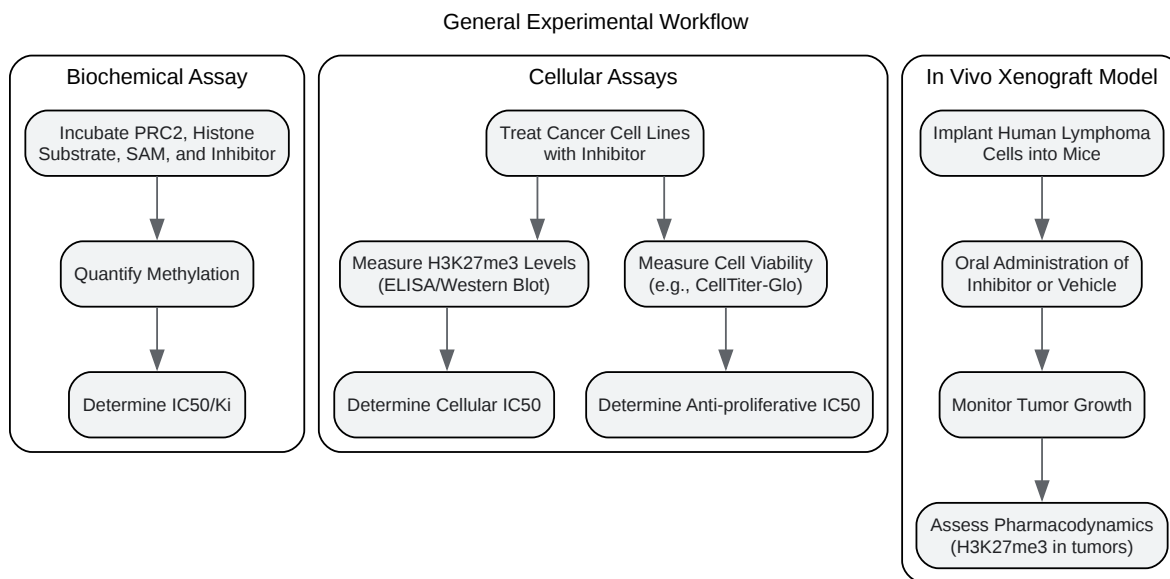 General Experimental Workflow
Biochemical Assay
Incubate PRC2, Histone
Substrate, SAM, and Inhibitor
Quantify Methylation
Determine IC50/Ki
Cellular Assays
Treat Cancer Cell Lines
with Inhibitor
Measure H3K27me3 Levels
(ELISA/Western Blot)
Measure Cell Viability
(e.g., CellTiter-Glo)
Determine Cellular IC50
Determine Anti-proliferative IC50
In Vivo Xenograft Model
Implant Human Lymphoma
Cells into Mice
Oral Administration of
Inhibitor or Vehicle
Monitor Tumor Growth
Assess Pharmacodynamics
(H3K27me3 in tumors)